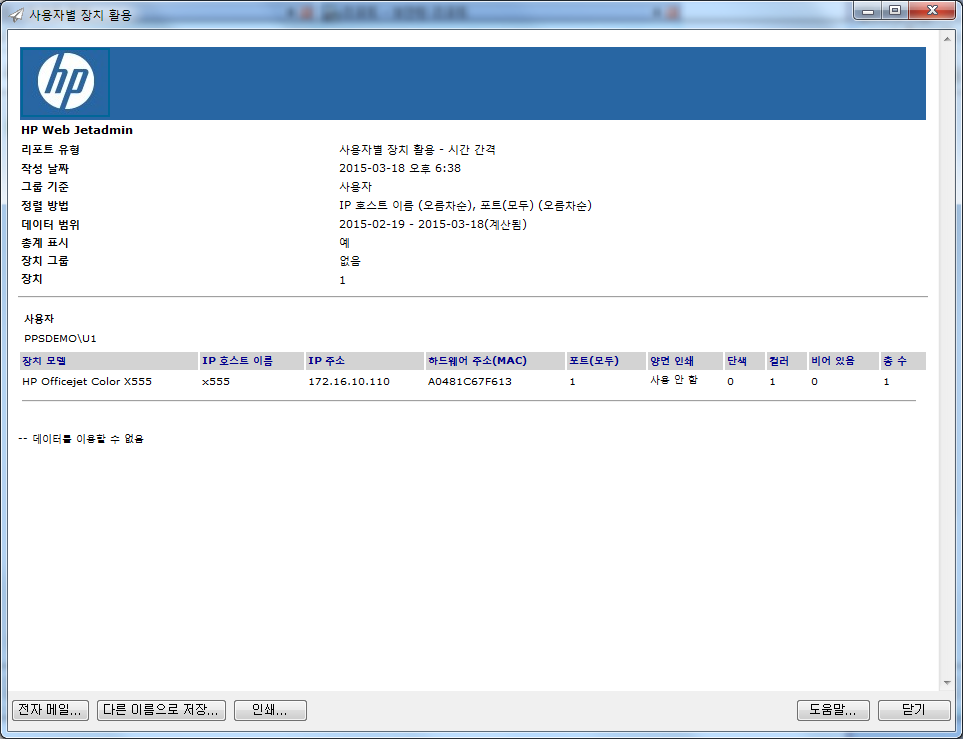 사용자별 장치 활용
hp
HP Web Jetadmin
리포트 유형 사용자별 장치 활용 - 시간 간격
작성 날짜 2015-03-18 오후 6:38
그룹 기준 사용자
정렬 방법 IP 호스트 이름 (오름차순), 포트(모두) (오름차순)
데이터 범위 2015-02-19 - 2015-03-18(계산됨)
총계 표시 예
장치 그룹 없음
장치 1
사용자
PPSDEMO\U1
장치 모델 IP 호스트 이름 IP 주소 하드웨어 주소(MAC) 포트(모두) 양면 인쇄 단색 컬러 비어 있음 총 수
HP Officejet Color X555 x555 172.16.10.110 A0481C67F613 1 사용 안 함 0 1 0 1
-- 데이터를 이용할 수 없음
전자 메일... 다른 이름으로 저장... 인쇄... 도움말... 닫기